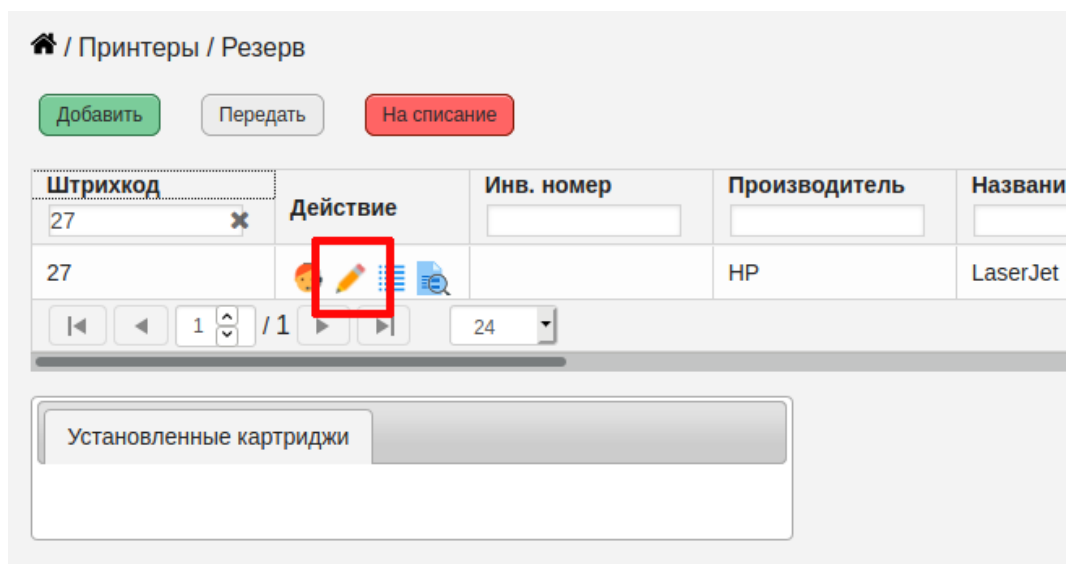 / Принтеры / Резерв
Добавить Передать На списание
Штрихкод Действие Инв. номер Производитель Названи
27
27 HP LaserJet
1 / 1 24
Установленные картриджи